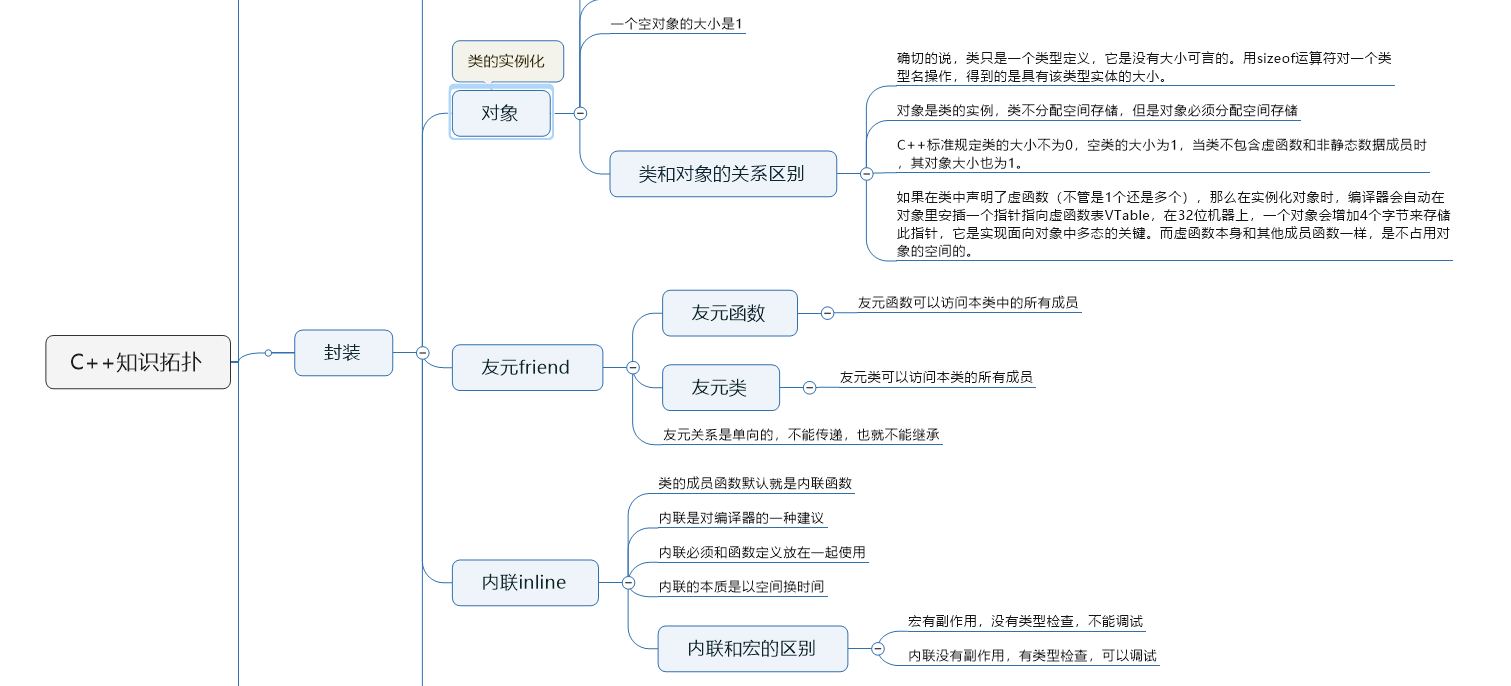 一个空对象的大小是1
类的实例化
对象
类和对象的关系区别
确切的说，类只是一个类型定义，它是没有大小可言的。用sizeof运算符对一个类
型名操作，得到的是具有该类型实体的大小。
对象是类的实例，类不分配空间存储，但是对象必须分配空间存储
C++标准规定类的大小不为0，空类的大小为1，当类不包含虚函数和非静态数据成员时
，其对象大小也为1。
如果在类中声明了虚函数（不管是1个还是多个），那么在实例化对象时，编译器会自动在
对象里安插一个指针指向虚函数表VTable，在32位机器上，一个对象会增加4个字节来存储
此指针，它是实现面向对象中多态的关键。而虚函数本身和其他成员函数一样，是不占用对
象的空间的。
C++知识拓扑
封装
友元friend
友元函数
友元函数可以访问本类中的所有成员
友元类
友元类可以访问本类的所有成员
友元关系是单向的，不能传递，也就不能继承
内联inline
类的成员函数默认就是内联函数
内联是对编译器的一种建议
内联必须和函数定义放在一起使用
内联的本质是以空间换时间
内联和宏的区别
宏有副作用，没有类型检查，不能调试
内联没有副作用，有类型检查，可以调试